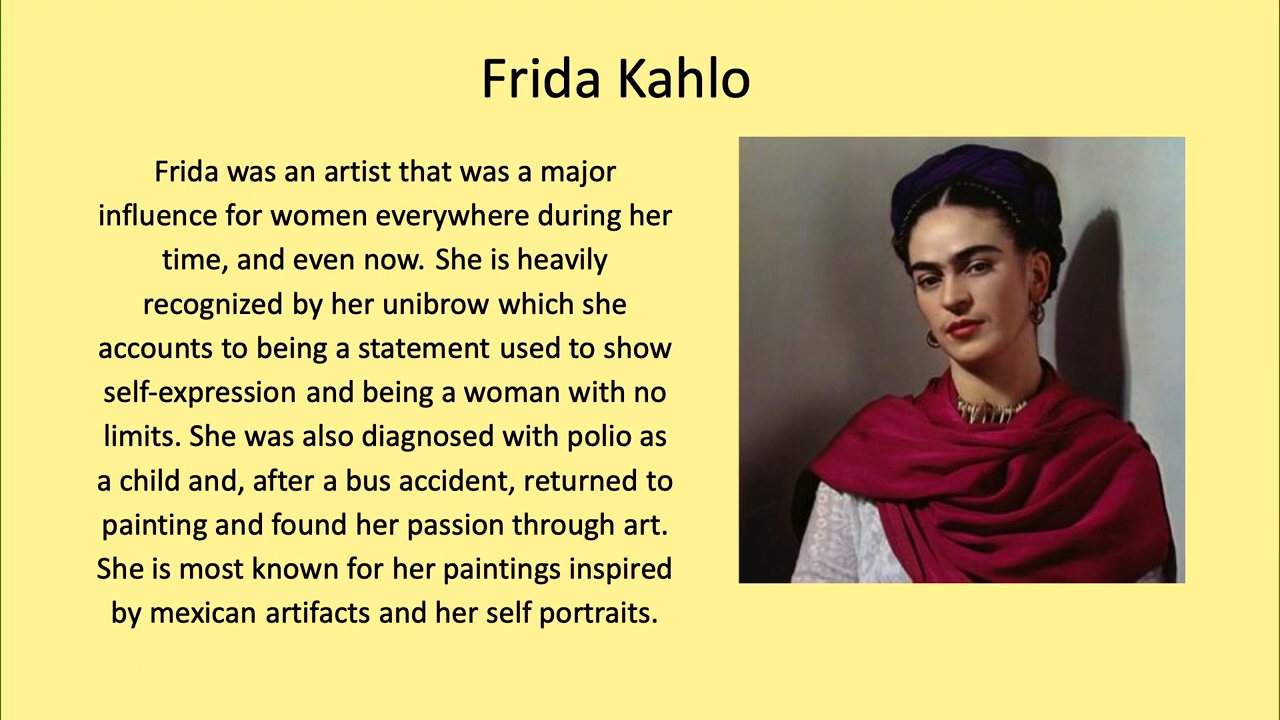 Frida Kahlo
Frida was an artist that was a major
influence for women everywhere during her
time, and even now. She is heavily
recognized by her unibrow which she
accounts to being a statement used to show
self-expression and being a woman with no
limits. She was also diagnosed with polio as
a child and, after a bus accident, returned to
painting and found her passion through art.
She is most known for her paintings inspired
by mexican artifacts and her self portraits.